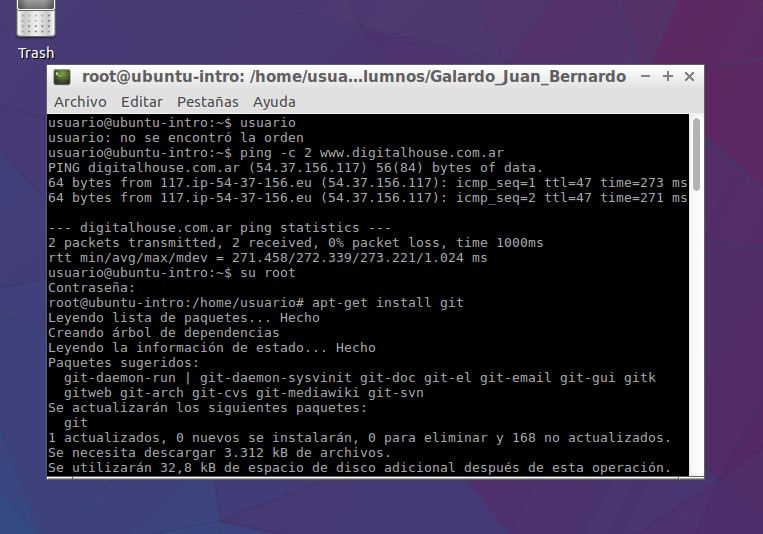 Trash
root@ubuntu-intro: /home/usua...lumnos/Galardo_Juan_Bernardo
Archivo Editar Pestañas Ayuda
usuario@ubuntu-intro:~$ usuario
usuario: no se encontró la orden
usuario@ubuntu-intro:~$ ping -c 2 www.digitalhouse.com.ar
PING digitalhouse.com.ar (54.37.156.117) 56(84) bytes of data.
64 bytes from 117.ip-54-37-156.eu (54.37.156.117): icmp_seq=1 ttl=47 time=273 ms
64 bytes from 117.ip-54-37-156.eu (54.37.156.117): icmp_seq=2 ttl=47 time=271 ms
--- digitalhouse.com.ar ping statistics ---
2 packets transmitted, 2 received, 0% packet loss, time 1000ms
rtt min/avg/max/mdev = 271.458/272.339/273.221/1.024 ms
usuario@ubuntu-intro:~$ su root
Contraseña:
root@ubuntu-intro:/home/usuario# apt-get install git
Leyendo lista de paquetes... Hecho
Creando árbol de dependencias
Leyendo la información de estado... Hecho
Paquetes sugeridos:
git-daemon-run | git-daemon-sysvinit git-doc git-el git-email git-gui gitk
gitweb git-arch git-cvs git-mediawiki git-svn
Se actualizarán los siguientes paquetes:
git
1 actualizados, 0 nuevos se instalarán, 0 para eliminar y 168 no actualizados.
Se necesita descargar 3.312 kB de archivos.
Se utilizarán 32,8 kB de espacio de disco adicional después de esta operación.